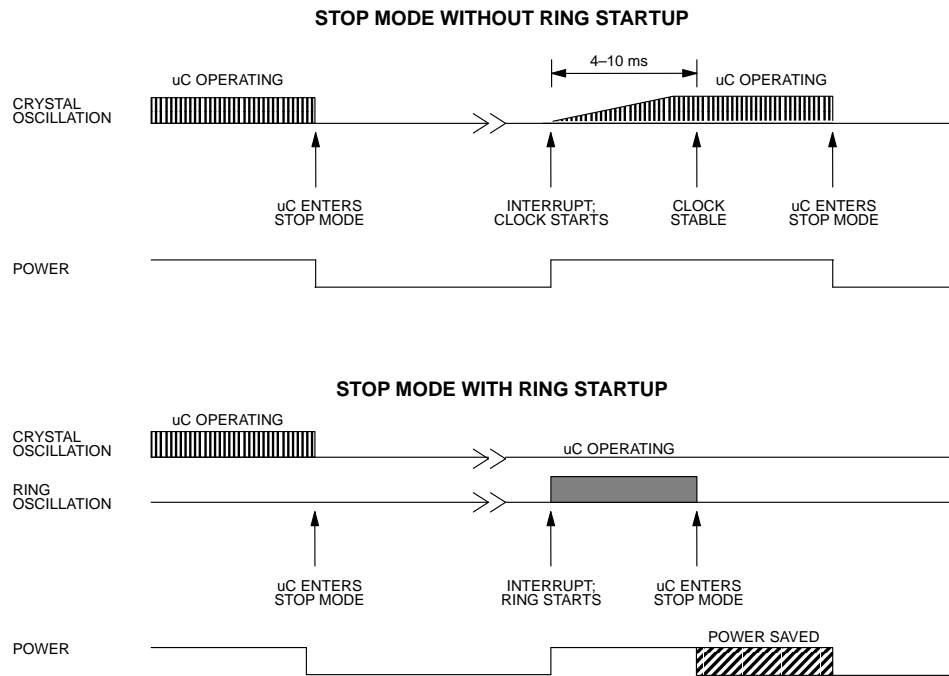 STOP MODE WITHOUT RING STARTUP
4–10 ms
uC OPERATING
uC OPERATING
CRYSTAL
OSCILLATION
uC ENTERS
STOP MODE
INTERRUPT;
CLOCK STARTS
CLOCK
STABLE
uC ENTERS
STOP MODE
POWER
STOP MODE WITH RING STARTUP
uC OPERATING
CRYSTAL
OSCILLATION
uC OPERATING
RING
OSCILLATION
uC ENTERS
STOP MODE
INTERRUPT;
RING STARTS
uC ENTERS
STOP MODE
POWER
POWER SAVED